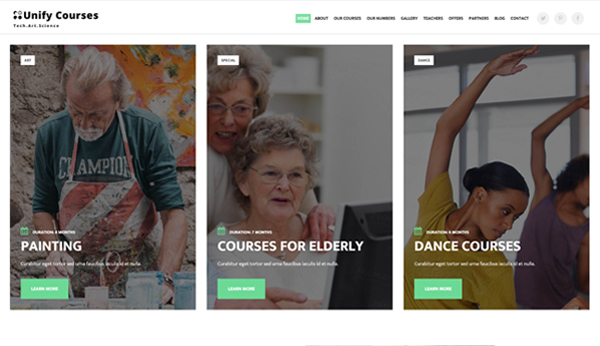 Unify Courses
Tech.Art.Science
HOME ABOUT OUR COURSES OUR NUMBERS GALLERY TEACHERS OFFERS PARTNERS BLOG CONTACT
ART
CHAMPION
DURATION: 8 MONTHS
PAINTING
Curabitur eget tortor sed urna faucibus iaculis id et nulla.
LEARN MORE
SPECIAL
DURATION: 7 MONTHS
COURSES FOR ELDERLY
Curabitur eget tortor sed urna faucibus iaculis id et nulla.
LEARN MORE
DANCE
DURATION: MONTHS
DANCE COURSES
Curabitur eget tortor sed urna faucibus iaculis id et nulla.
LEARN MORE